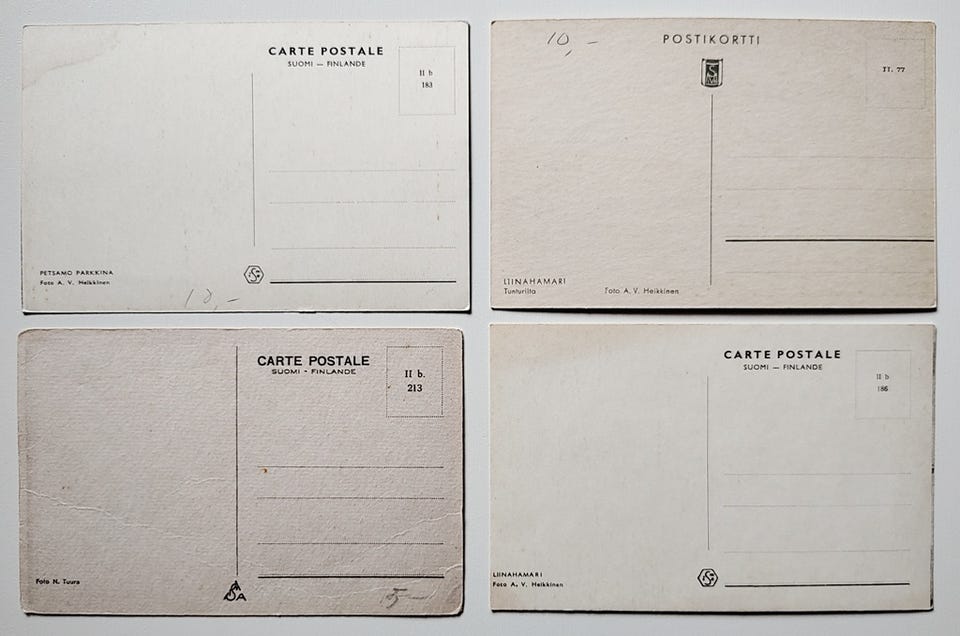 CARTE POSTALE
SUOMI — FINLANDE
II b
183
PETSAMO PARKKINA
Foto A. V. Heikkinen
10,—
10,—
POSTIKORTTI
II. 77
LIINAHAMARI
Tunturilta
Foto A. V. Heikkinen
CARTE POSTALE
SUOMI - FINLANDE
II b.
213
Foto N. Tuura
CARTE POSTALE
SUOMI — FINLANDE
II b
186
LIINAHAMARI
Foto A. V. Heikkinen